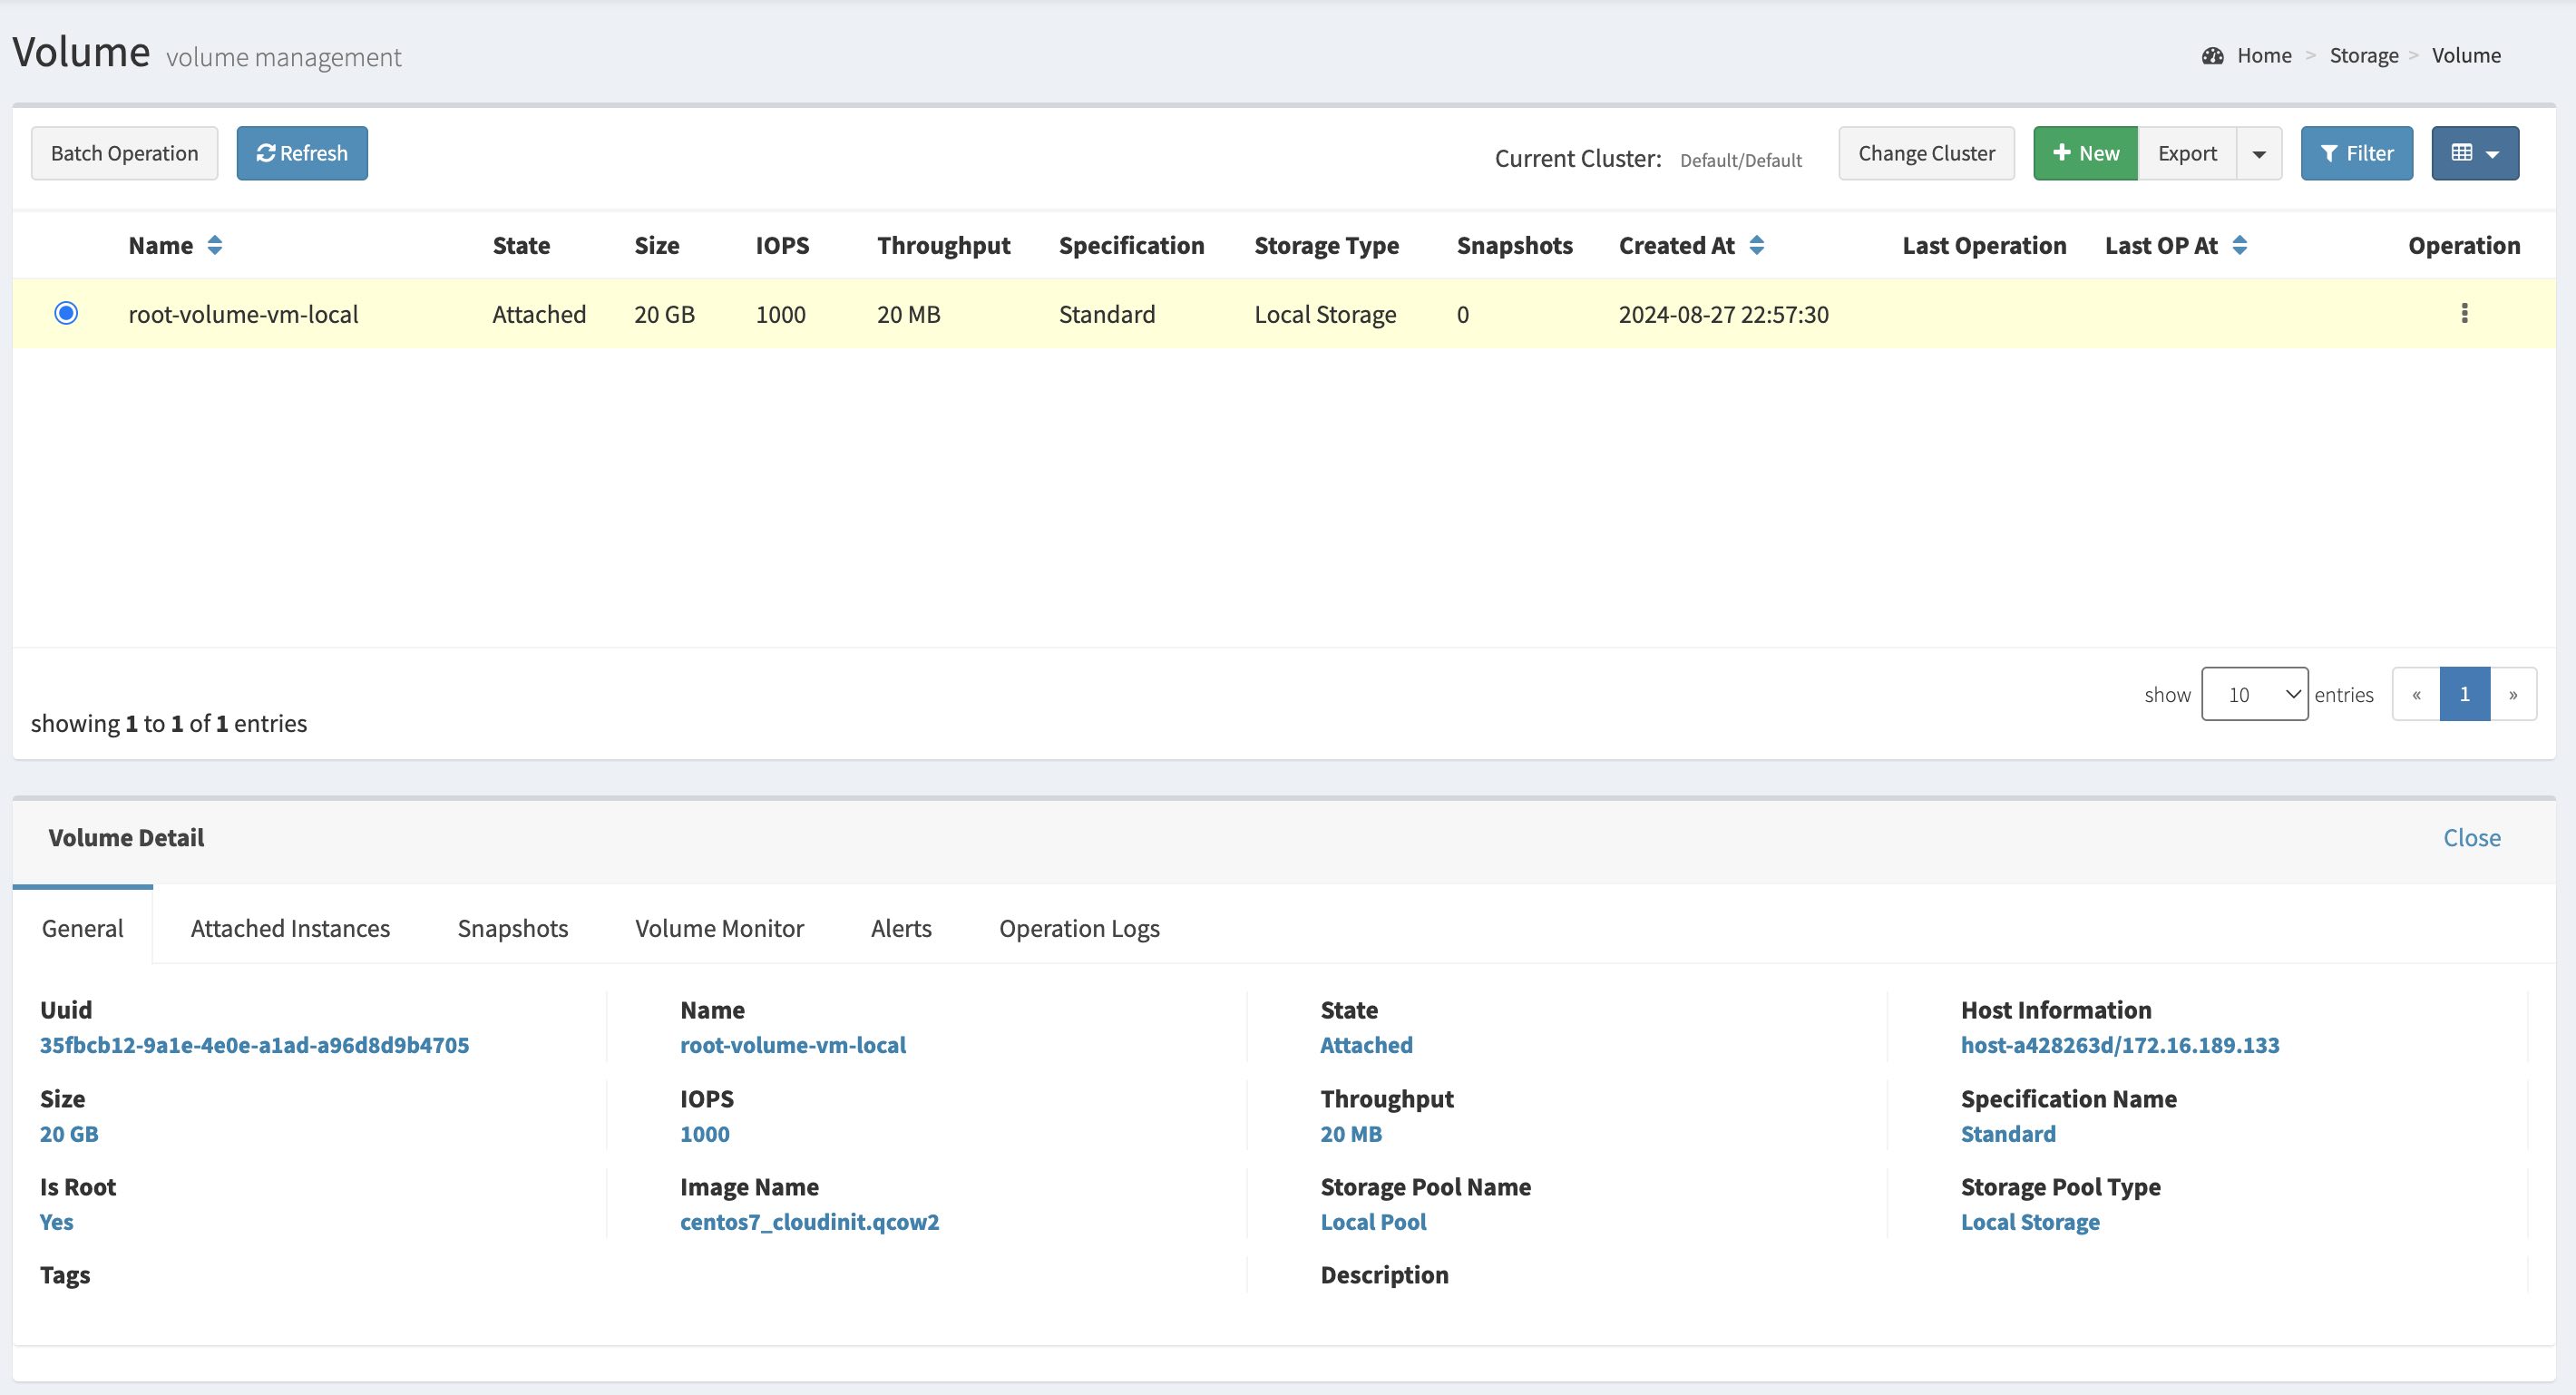 Volume volume management
Home > Storage > Volume
Batch Operation Refresh Current Cluster: Default/Default Change Cluster + New Export Filter
Name State Size IOPS Throughput Specification Storage Type Snapshots Created At Last Operation Last OP At Operation
root-volume-vm-local Attached 20 GB 1000 20 MB Standard Local Storage 0 2024-08-27 22:57:30
show 10 entries « 1 »
showing 1 to 1 of 1 entries
Volume Detail Close
General Attached Instances Snapshots Volume Monitor Alerts Operation Logs
Uuid Name State Host Information
35fbcb12-9a1e-4e0e-a1ad-a96d8d9b4705 root-volume-vm-local Attached host-a428263d/172.16.189.133
Size IOPS Throughput Specification Name
20 GB 1000 20 MB Standard
Is Root Image Name Storage Pool Name Storage Pool Type
Yes centos7_cloudinit.qcow2 Local Pool Local Storage
Tags Description